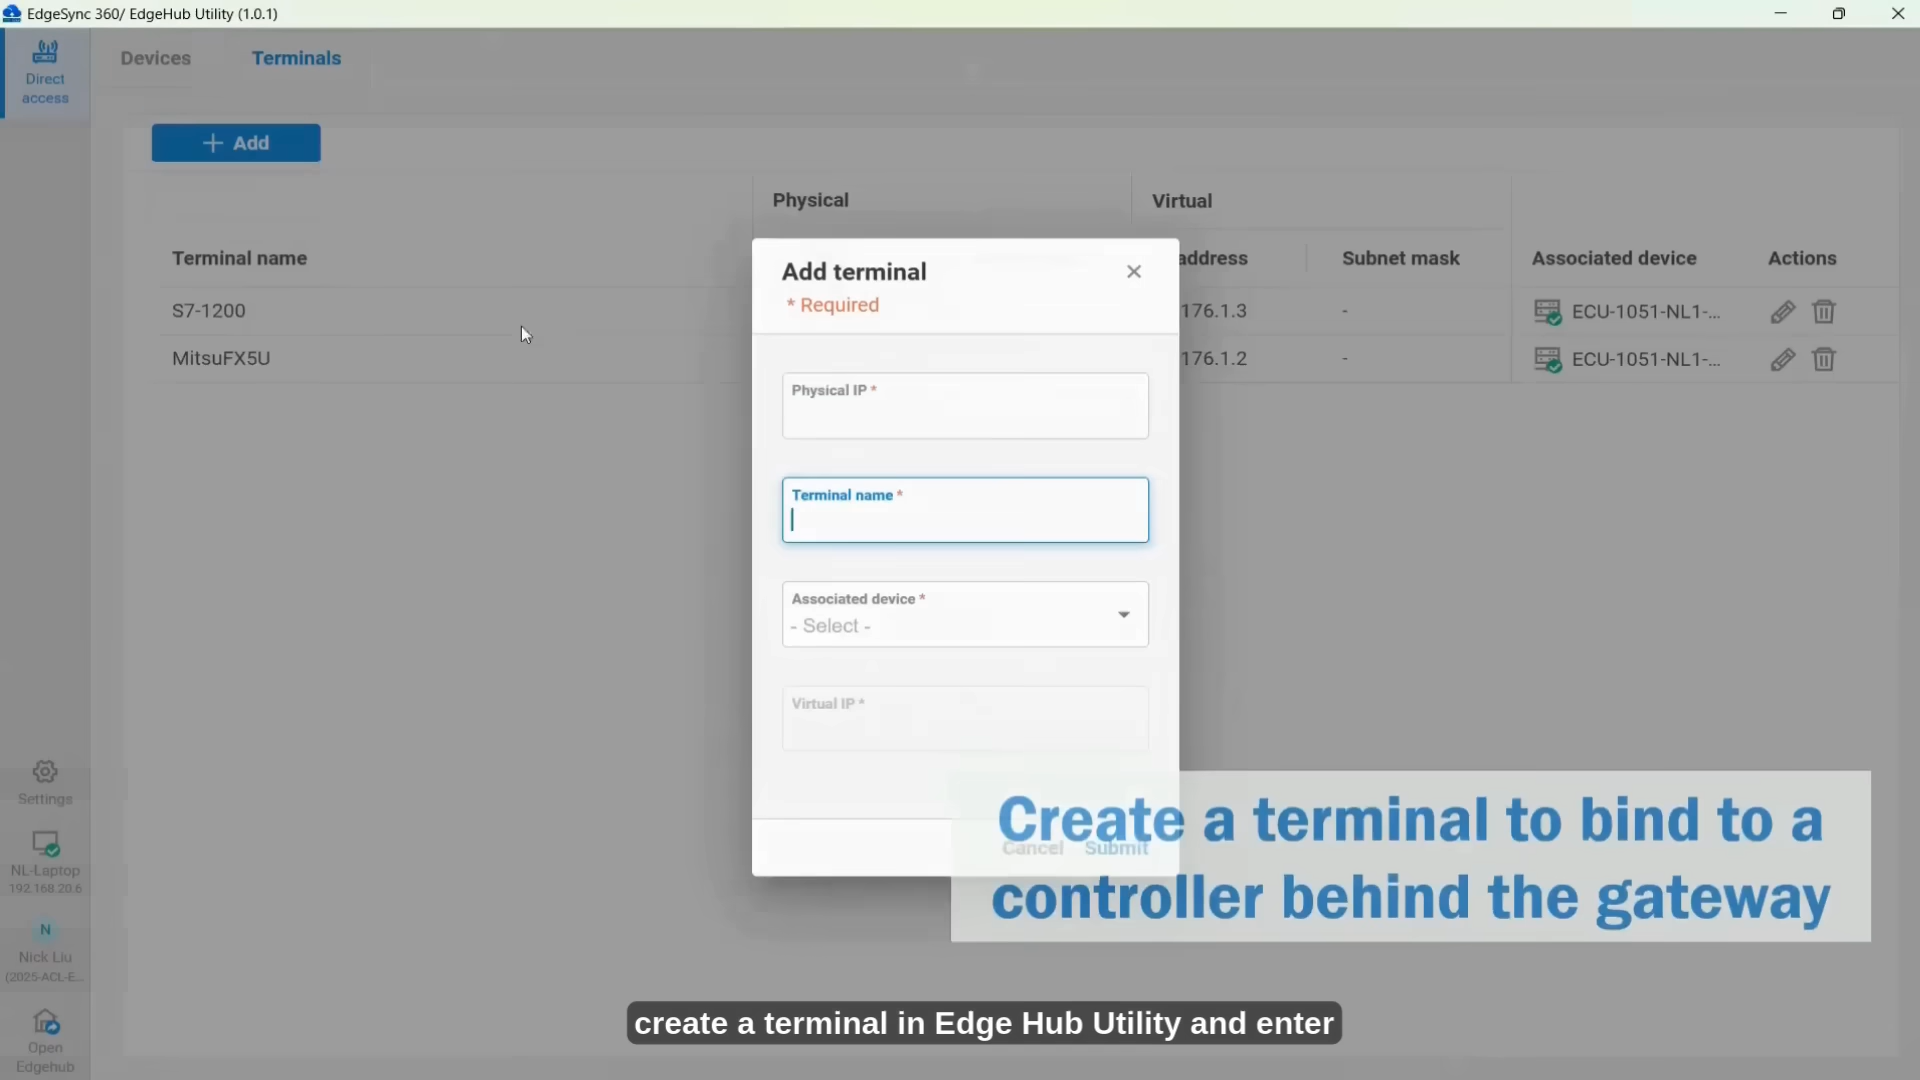 EdgeSync 360/ EdgeHub Utility (1.0.1)
Direct
access
Devices
Terminals
+ Add
Physical
Virtual
Terminal name
address
Subnet mask
Associated device
Actions
S7-1200
176.1.3
-
ECU-1051-NL1-...
MitsuFX5U
176.1.2
-
ECU-1051-NL1-...
Add terminal
* Required
Physical IP *
Terminal name *
Associated device *
- Select -
Virtual IP *
Cancel
Submit
Create a terminal to bind to a
controller behind the gateway
Settings
NL-Laptop
192.168.20.6
N
Nick Liu
(2025-ACL-E...
Open
Edgehub
create a terminal in Edge Hub Utility and enter